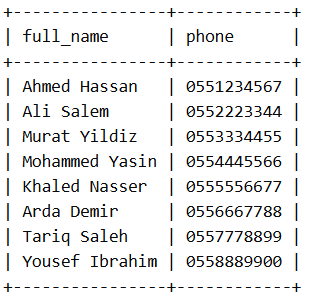 +----------------+------------+
| full_name      | phone      |
+----------------+------------+
| Ahmed Hassan   | 0551234567 |
| Ali Salem      | 0552223344 |
| Murat Yildiz   | 0553334455 |
| Mohammed Yasin | 0554445566 |
| Khaled Nasser  | 0555556677 |
| Arda Demir     | 0556667788 |
| Tariq Saleh    | 0557778899 |
| Yousef Ibrahim | 0558889900 |
+----------------+------------+